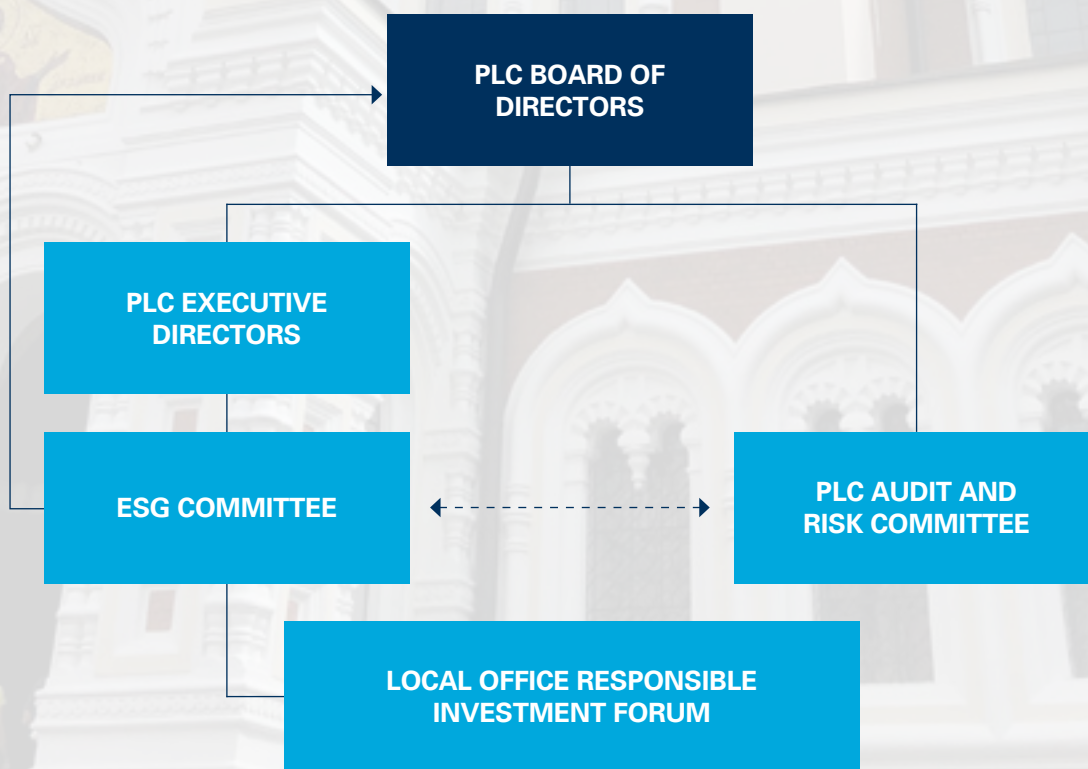 PLC BOARD OF
DIRECTORS
PLC EXECUTIVE
DIRECTORS
ESG COMMITTEE
PLC AUDIT AND
RISK COMMITTEE
LOCAL OFFICE RESPONSIBLE
INVESTMENT FORUM